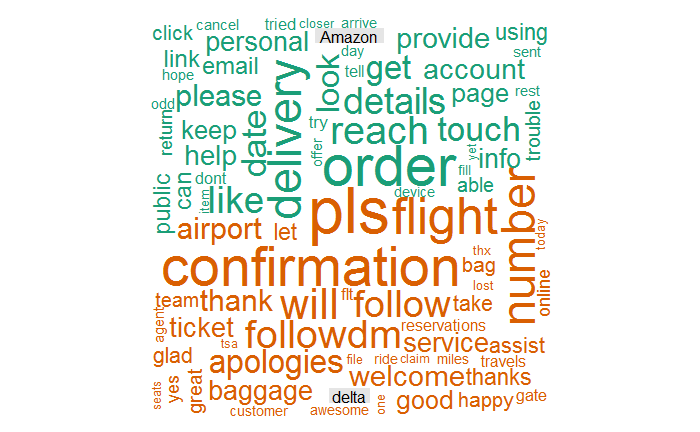 click cancel tried closer arrive
Amazon
personal provide using
link day sent
hope email look tell get account
odd please delivery details page rest
return keep date try reach touch trouble
help offer order yet info
public can dont item like device fill able
pls flight number today
airport let
confirmation thx bag
lost online
team thank will flt follow take
agent ticket followdm reservations
tsa service assist
glad apologies file ride claim miles travels
seats yes great baggage welcome thanks
delta one good happy gate
customer awesome